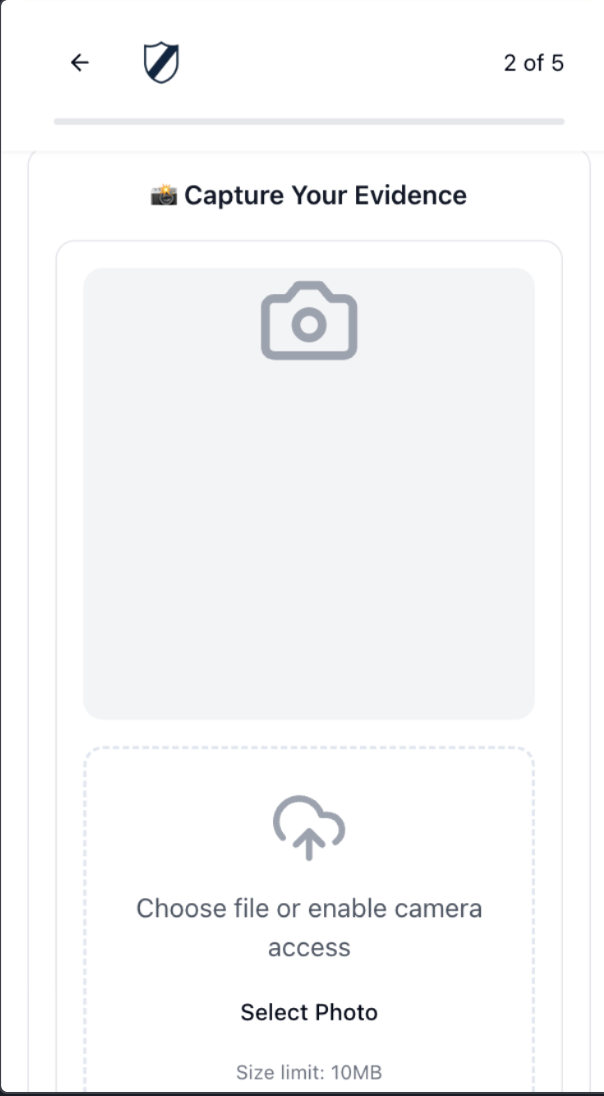 2 of 5
📸 Capture Your Evidence
Choose file or enable camera
access
Select Photo
Size limit: 10MB